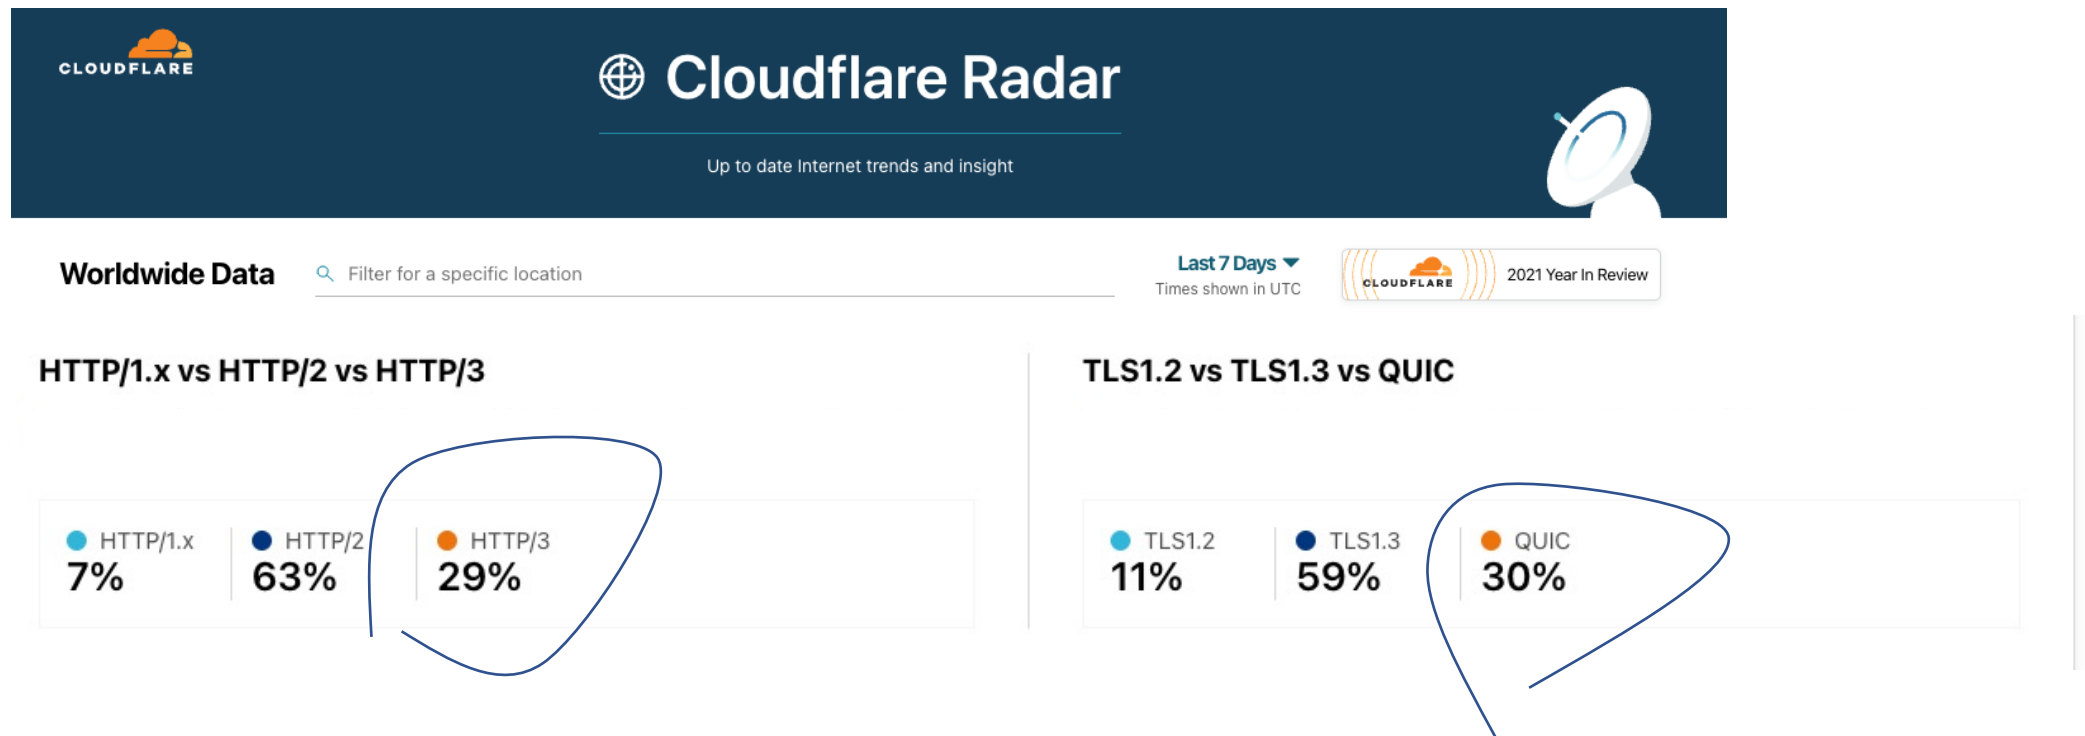 CLOUDFLARE
Cloudflare Radar
Up to date Internet trends and insight
Worldwide Data
Filter for a specific location
Last 7 Days
Times shown in UTC
CLOUDFLARE
2021 Year In Review
HTTP/1.x vs HTTP/2 vs HTTP/3
HTTP/1.x HTTP/2 HTTP/3
7% 63% 29%
TLS1.2 vs TLS1.3 vs QUIC
TLS1.2 TLS1.3 QUIC
11% 59% 30%